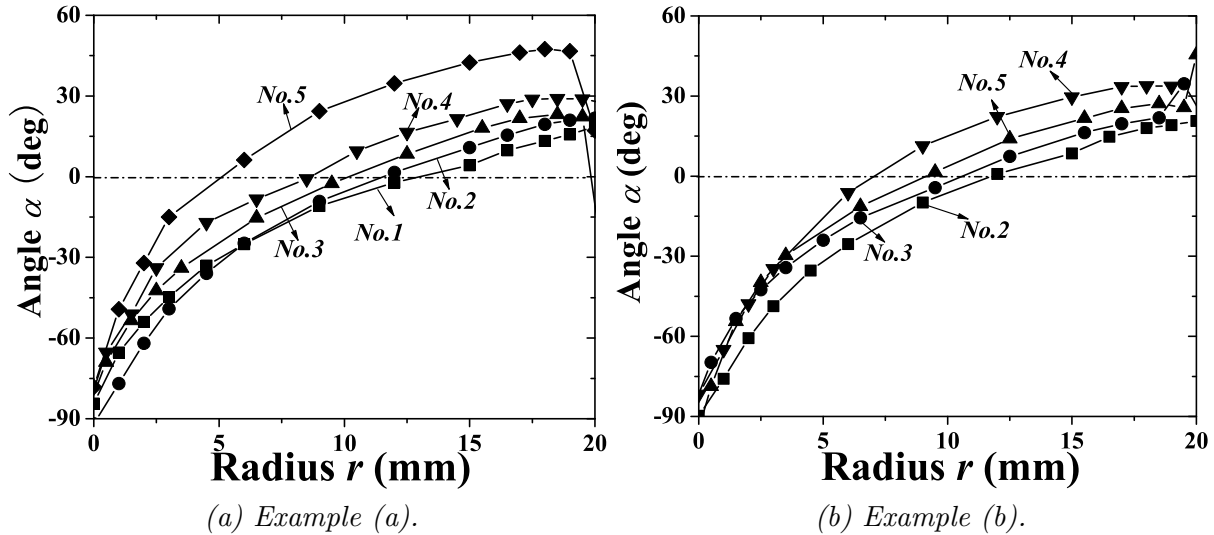 60
30
0
-30
-60
-90
0
5
10
15
20
Angle α (deg)
Radius r (mm)
No.5
No.4
No.2
No.1
No.3
(a) Example (a).
60
30
0
-30
-60
-90
0
5
10
15
20
Angle α (deg)
Radius r (mm)
No.4
No.5
No.2
No.3
(b) Example (b).